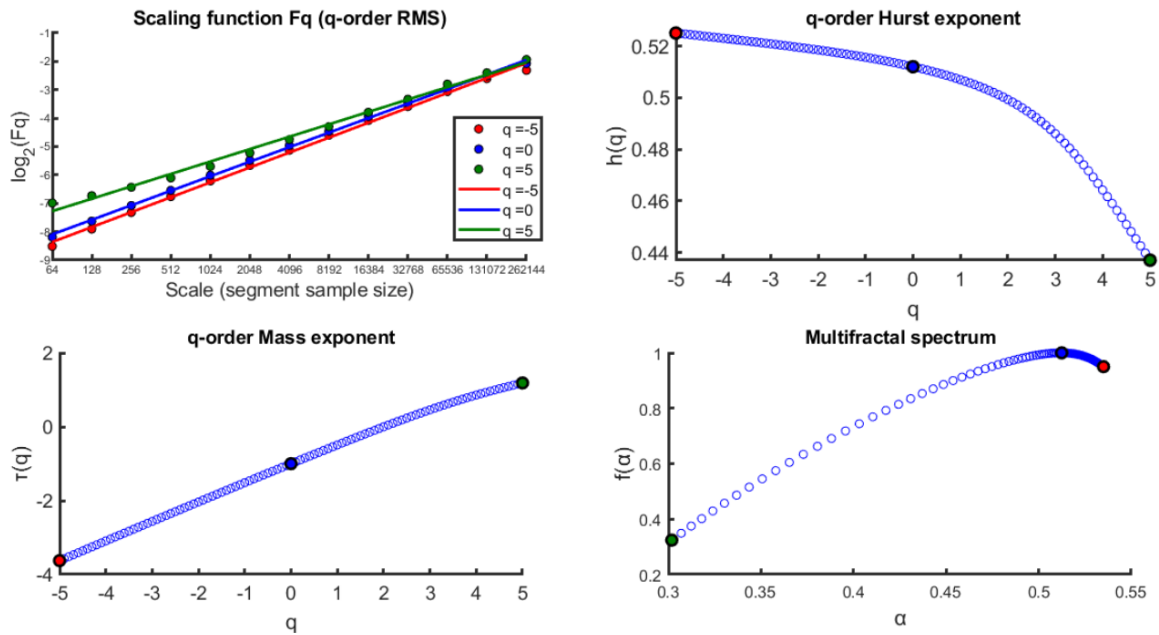 Scaling function Fq (q-order RMS)
-1
-2
-3
-4
-5
-6
-7
-8
-9
log2(Fq)
64 128 256 512 1024 2048 4096 8192 16384 32768 65536 131072 262144
Scale (segment sample size)
q =-5
q =0
q =5
q =-5
q =0
q =5
q-order Hurst exponent
0.52
0.5
0.48
0.46
0.44
h(q)
-5 -4 -3 -2 -1 0 1 2 3 4 5
q
q-order Mass exponent
2
0
-2
-4
τ(q)
-5 -4 -3 -2 -1 0 1 2 3 4 5
q
Multifractal spectrum
1
0.8
0.6
0.4
0.2
f(α)
0.3 0.35 0.4 0.45 0.5 0.55
α